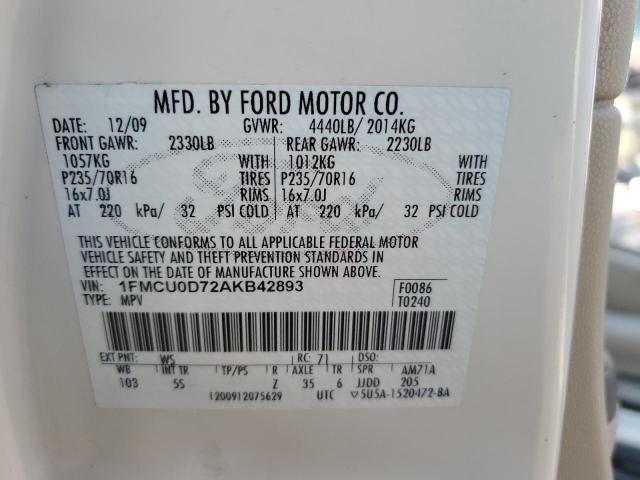 MFD. BY FORD MOTOR CO.
DATE: 12/09 GVWR: 4440LB/ 2014KG
FRONT GAWR: 2330LB REAR GAWR: 2230LB
1057KG WITH 1012KG WITH
P235/70R16 TIRES P235/70R16 TIRES
16x7.0J RIMS 16x7.0J RIMS
AT 220 kPa/ 32 PSI COLD AT 220 kPa/ 32 PSI COLD
THIS VEHICLE CONFORMS TO ALL APPLICABLE FEDERAL MOTOR
VEHICLE SAFETY AND THEFT PREVENTION STANDARDS IN
EFFECT ON THE DATE OF MANUFACTURE SHOWN ABOVE.
VIN: 1FMCU0D72AKB42893 F0086
TYPE: MPV T0240
EXT PNT: WS RC: 71 DSO:
WB INT TR TP/PS R AXLE TR SPR AM71A
103 5S Z 35 6 JJDD 205
1200912075629 UTC ▽5U5A-1520472-BA